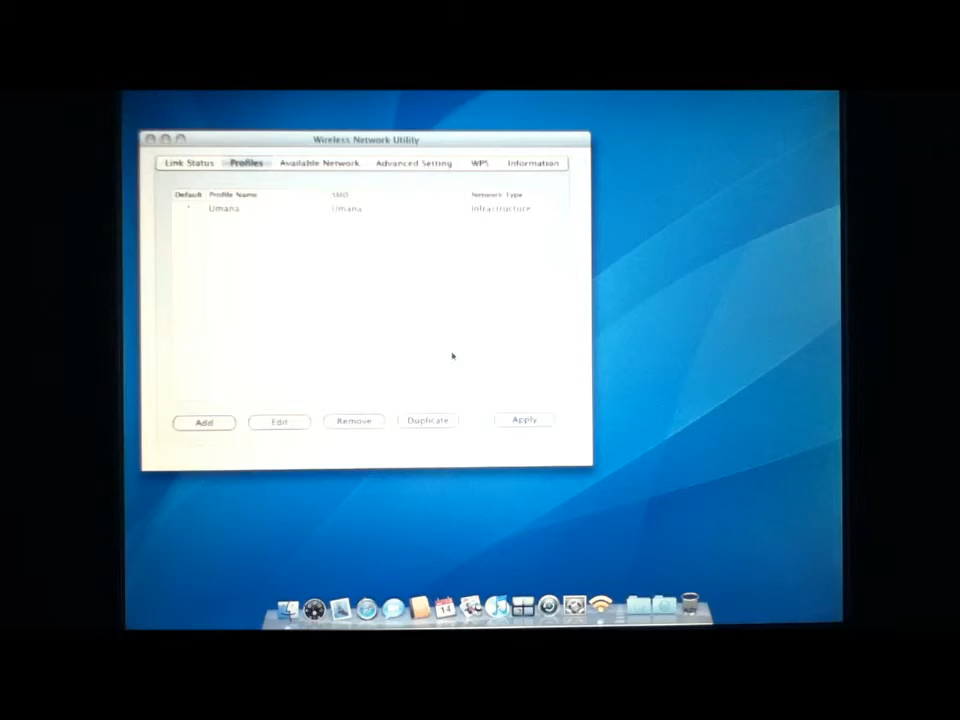 Wireless Network Utility
Link Status Profiles Available Network Advanced Setting WPS Information
Default Profile Name SSID Network Type
Umana Umana Infrastructure
Add Edit Remove Duplicate Apply
14